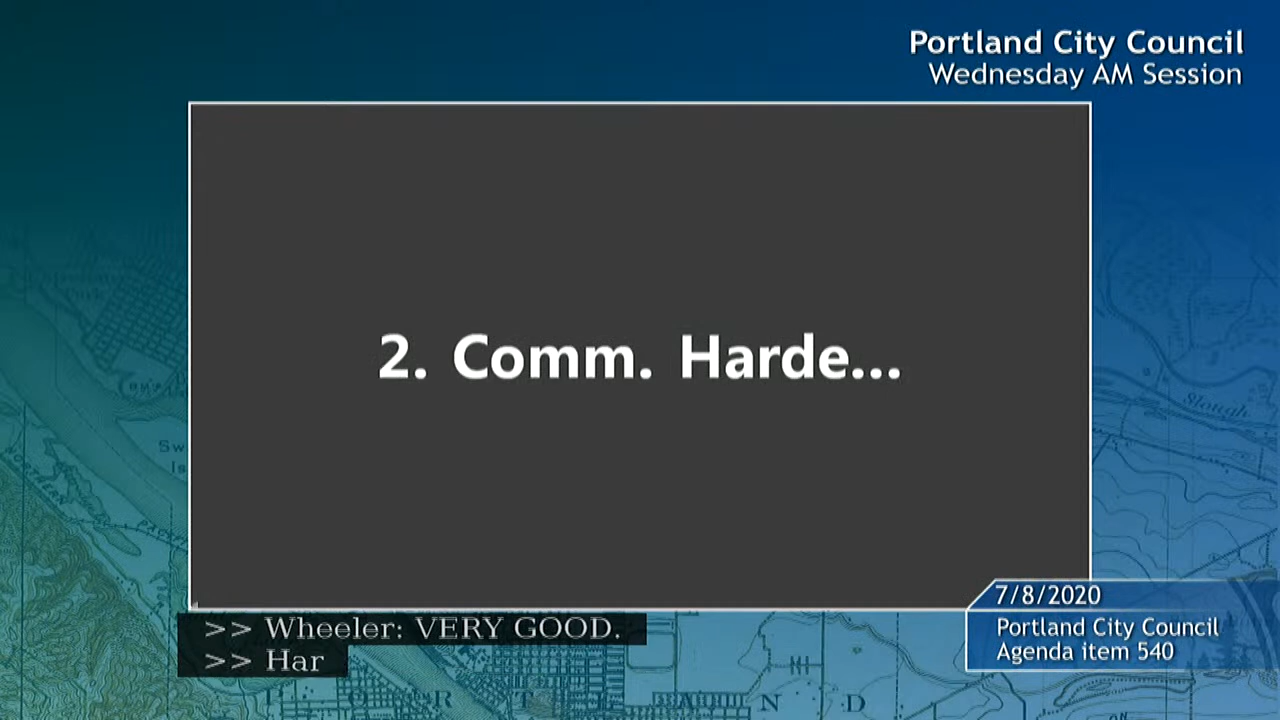 Portland City Council
Wednesday AM Session
2. Comm. Harde...
Slough
7/8/2020
Portland City Council
Agenda item 540
>> Wheeler: VERY GOOD.
>> Har
P O R T L A N D